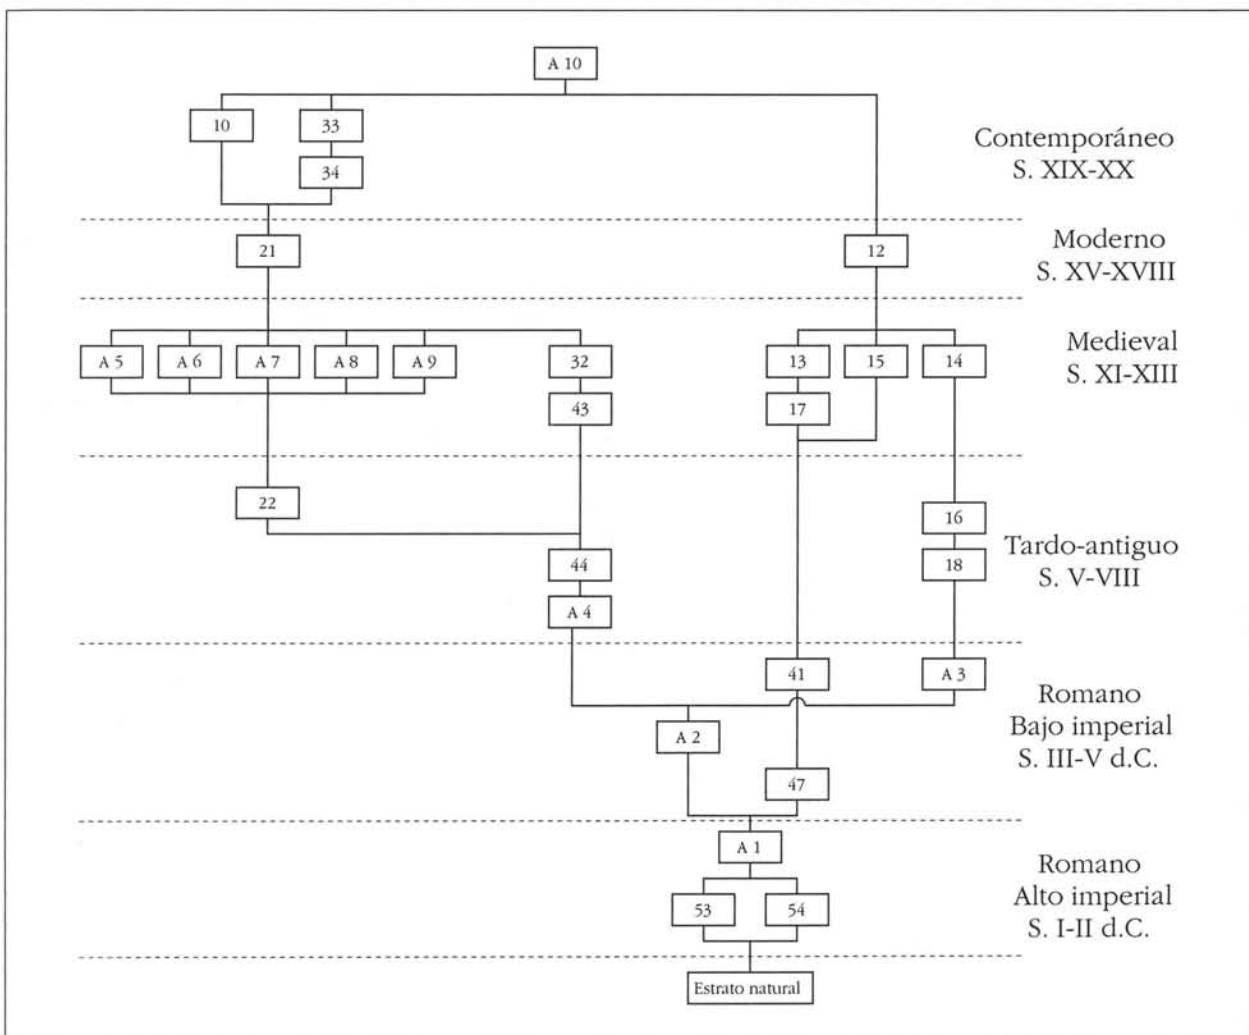 A 10
10
33
34
Contemporáneo
S. XIX-XX
21
12
Moderno
S. XV-XVIII
A 5
A 6
A 7
A 8
A 9
32
13
15
14
43
17
Medieval
S. XI-XIII
22
16
44
18
A 4
Tardo-antiguo
S. V-VIII
41
A 3
A 2
47
Romano
Bajo imperial
S. III-V d.C.
A 1
53
54
Romano
Alto imperial
S. I-II d.C.
Estrato natural